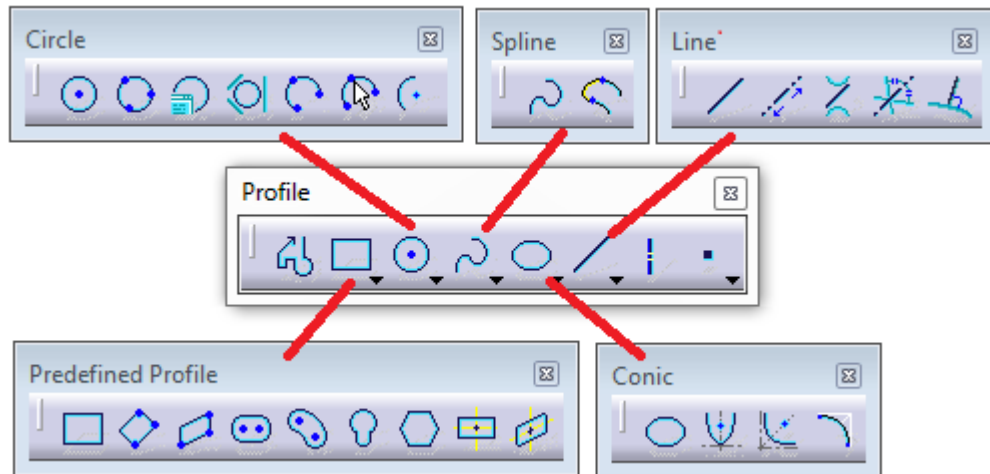 Circle
Spline
Line
Profile
Predefined Profile
Conic